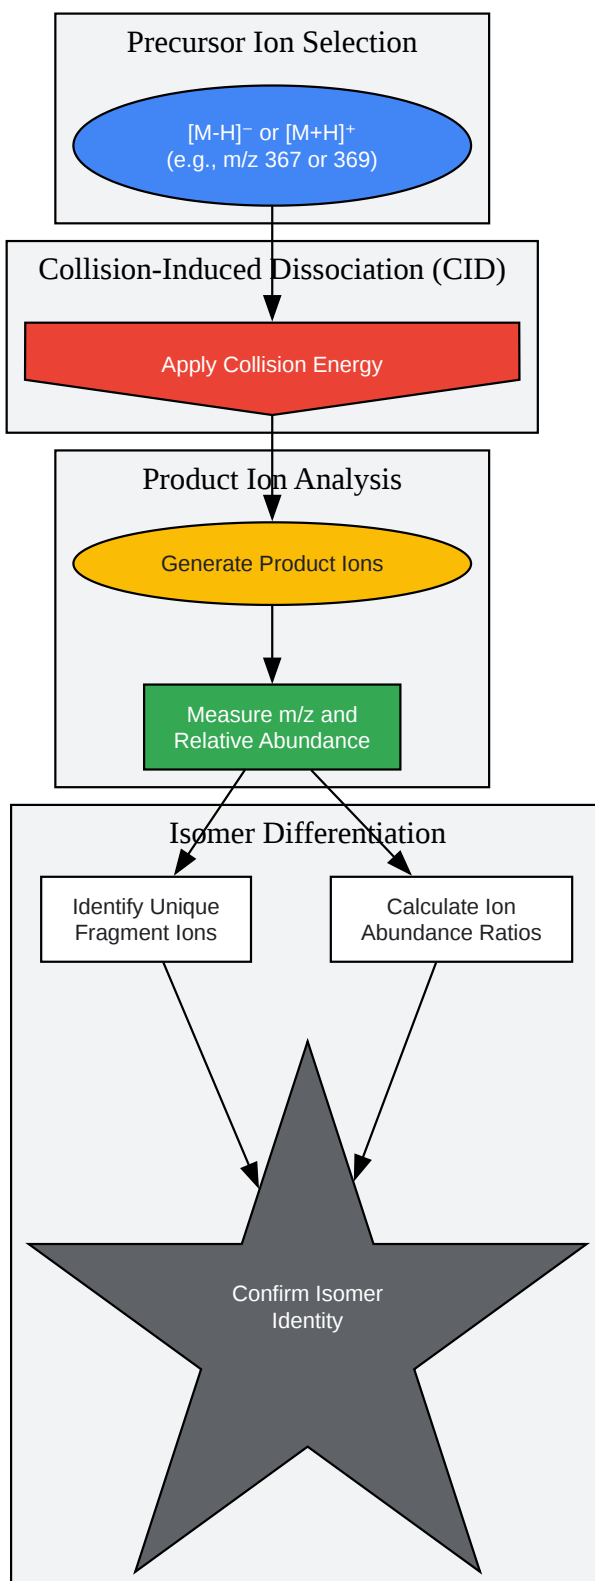 Precursor Ion Selection
[M-H]⁻ or [M+H]⁺
(e.g., m/z 367 or 369)
Collision-Induced Dissociation (CID)
Apply Collision Energy
Product Ion Analysis
Generate Product Ions
Measure m/z and
Relative Abundance
Isomer Differentiation
Identify Unique
Fragment Ions
Calculate Ion
Abundance Ratios
Confirm Isomer
Identity